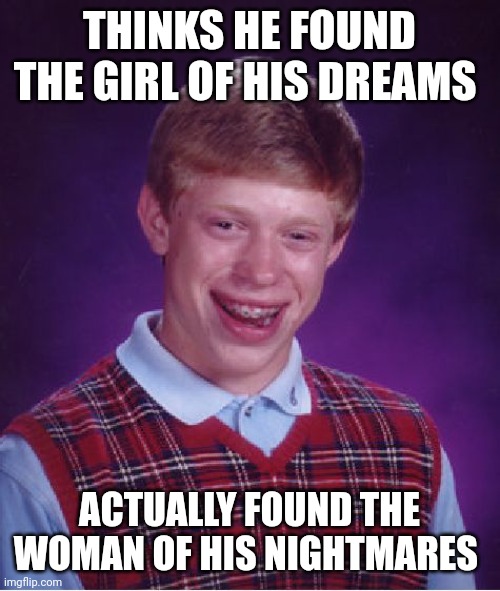 THINKS HE FOUND
THE GIRL OF HIS DREAMS
ACTUALLY FOUND THE
WOMAN OF HIS NIGHTMARES
imgflip.com